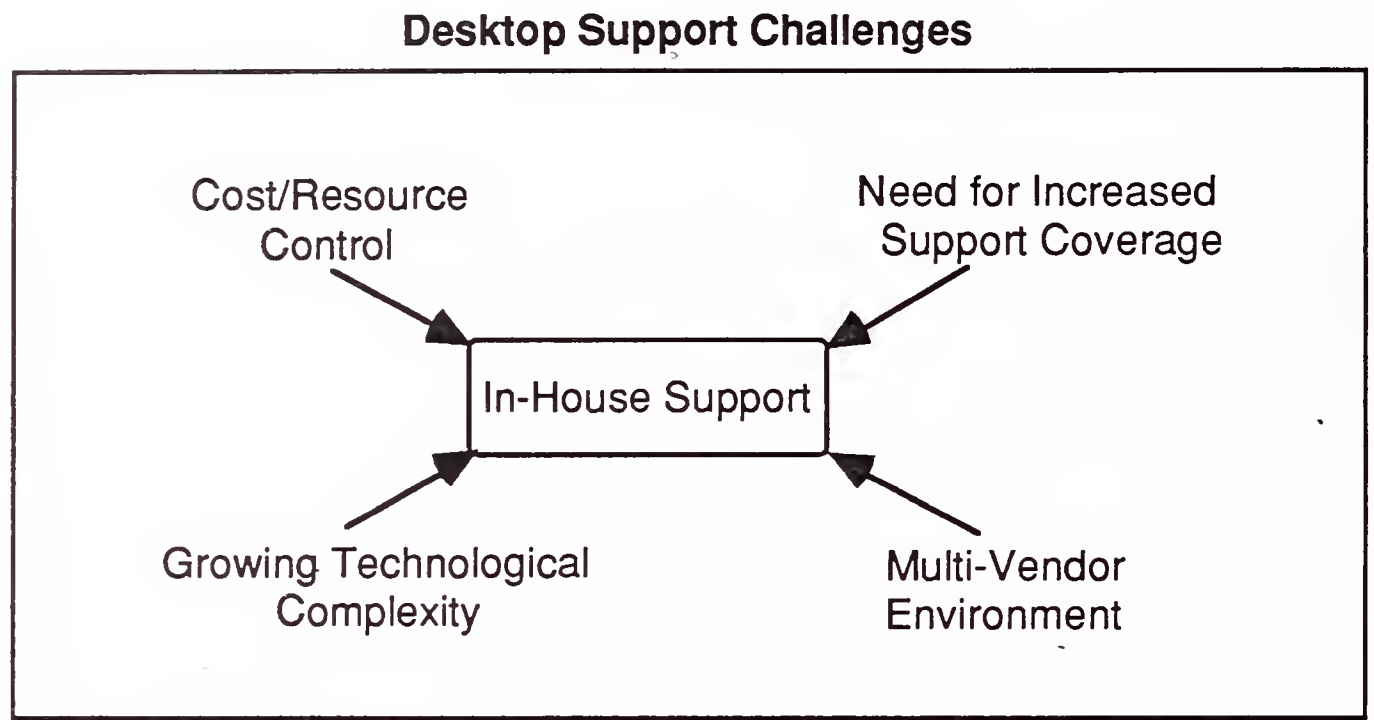 Desktop Support Challenges
Cost/Resource
Control
Need for Increased
Support Coverage
In-House Support
Growing Technological
Complexity
Multi-Vendor
Environment